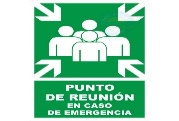 PUNTO
DE REUNIÓN
EN CASO
DE EMERGENCIA